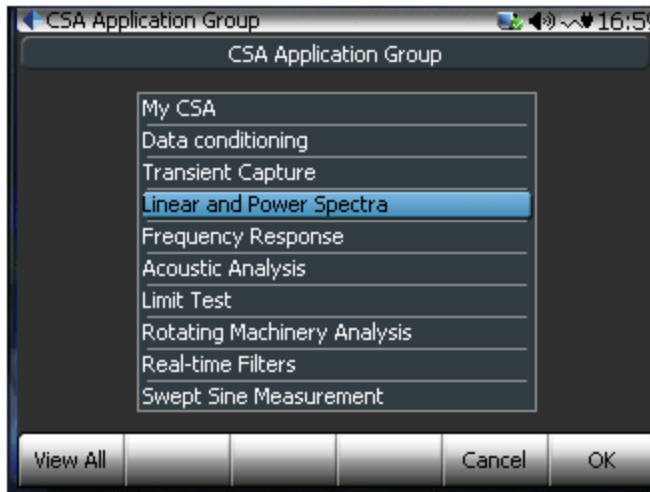 CSA Application Group 16:59
CSA Application Group
My CSA
Data conditioning
Transient Capture
Linear and Power Spectra
Frequency Response
Acoustic Analysis
Limit Test
Rotating Machinery Analysis
Real-time Filters
Swept Sine Measurement
View All Cancel OK